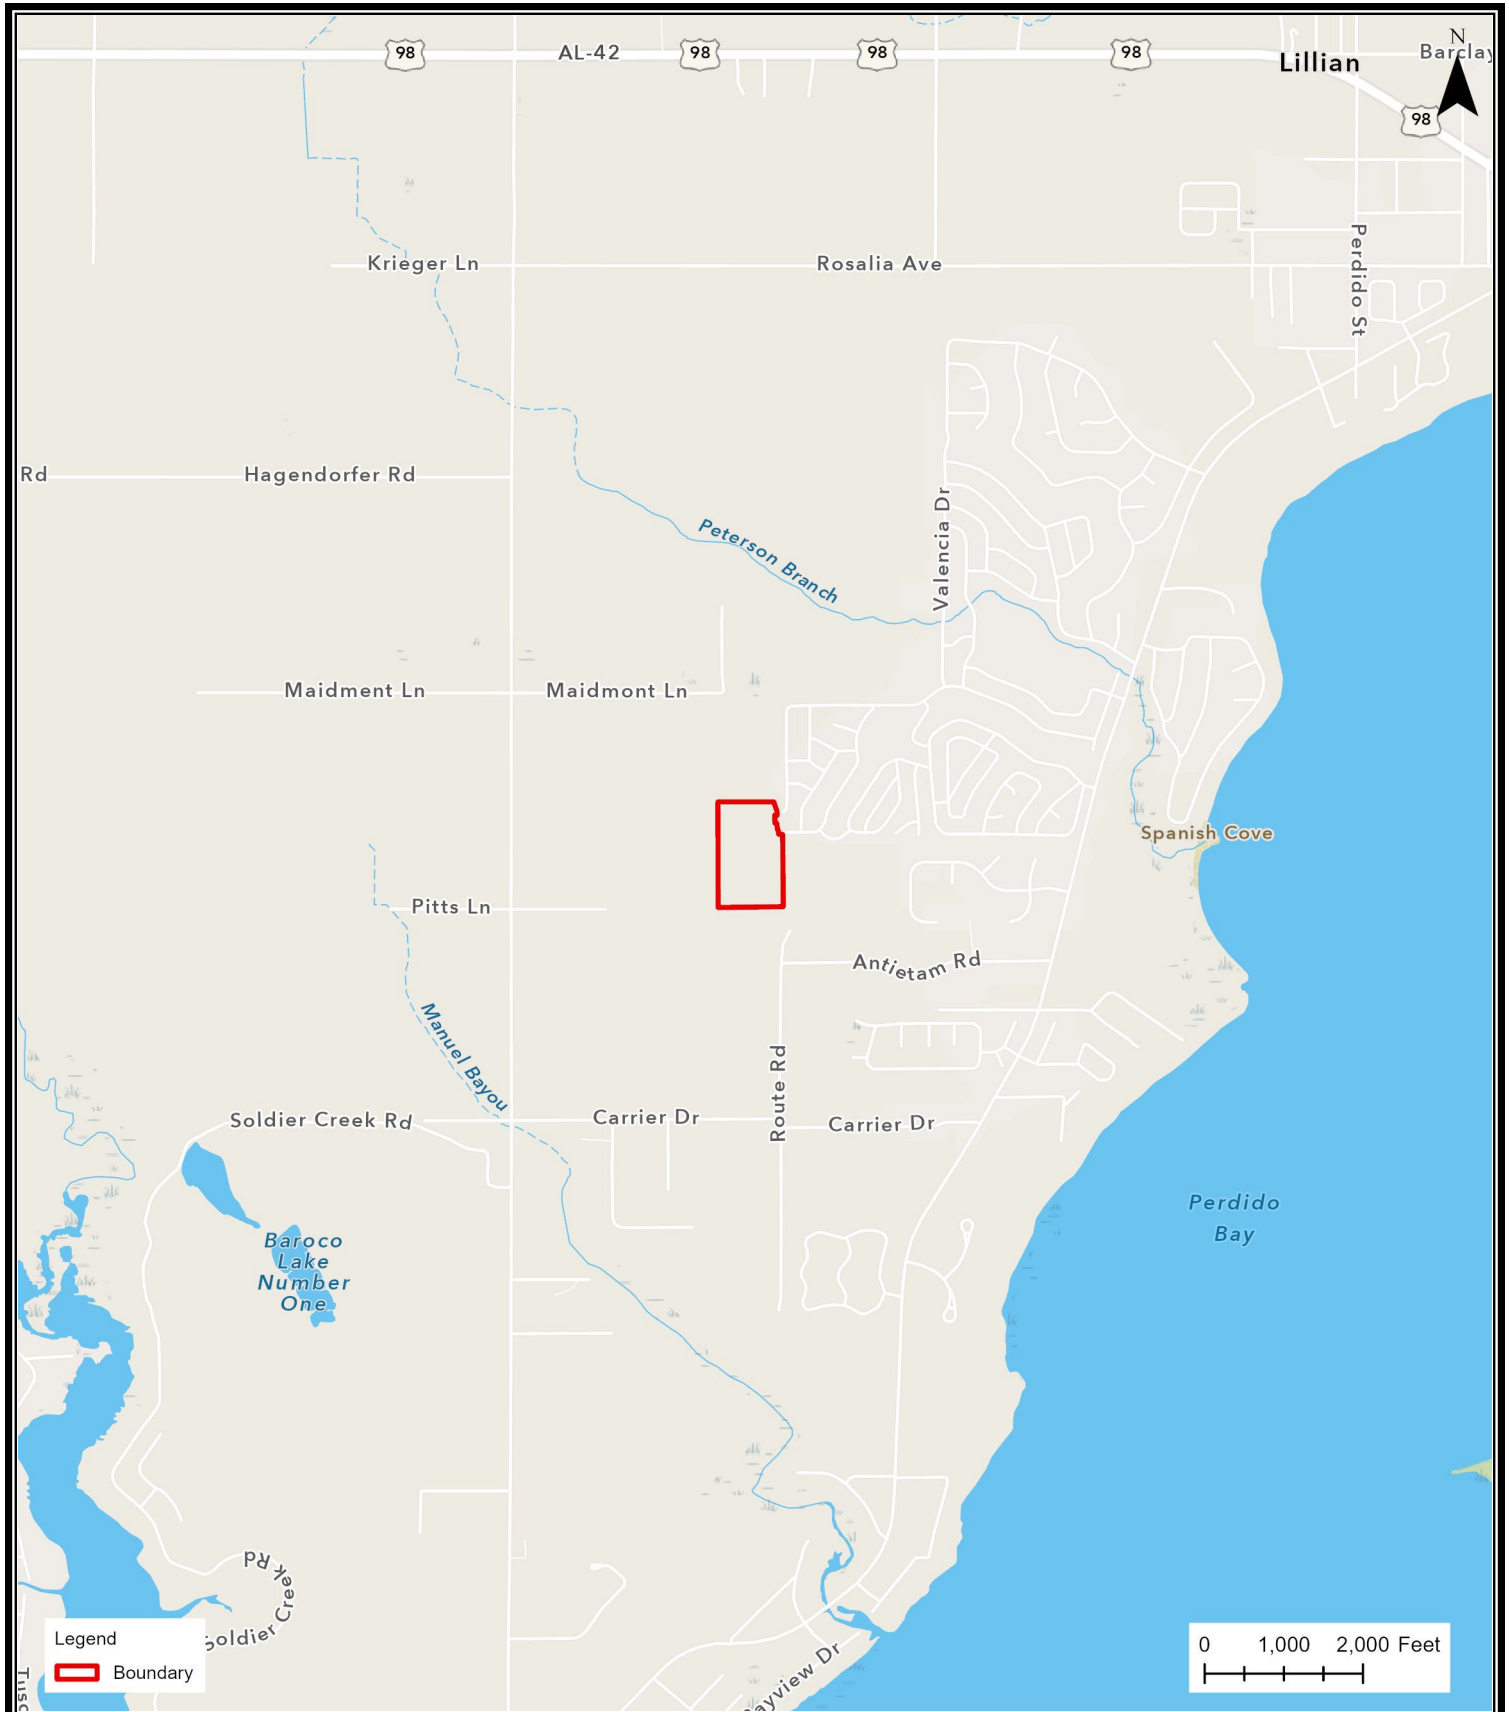 98
AL-42
98
98
98
Lillian
N
Barclay
98
Krieger Ln
Rosalia Ave
Perdido St
Rd
Hagendorfer Rd
Valencia Dr
Peterson Branch
Maidment Ln
Maidmont Ln
Spanish Cove
Pitts Ln
Antietam Rd
Manuel Bayou
Route Rd
Soldier Creek Rd
Carrier Dr
Carrier Dr
Perdido
Bay
Baroco
Lake
Number
One
Soldier Creek Rd
Legend
Boundary
Tusc
Bayview Dr
0 1,000 2,000 Feet